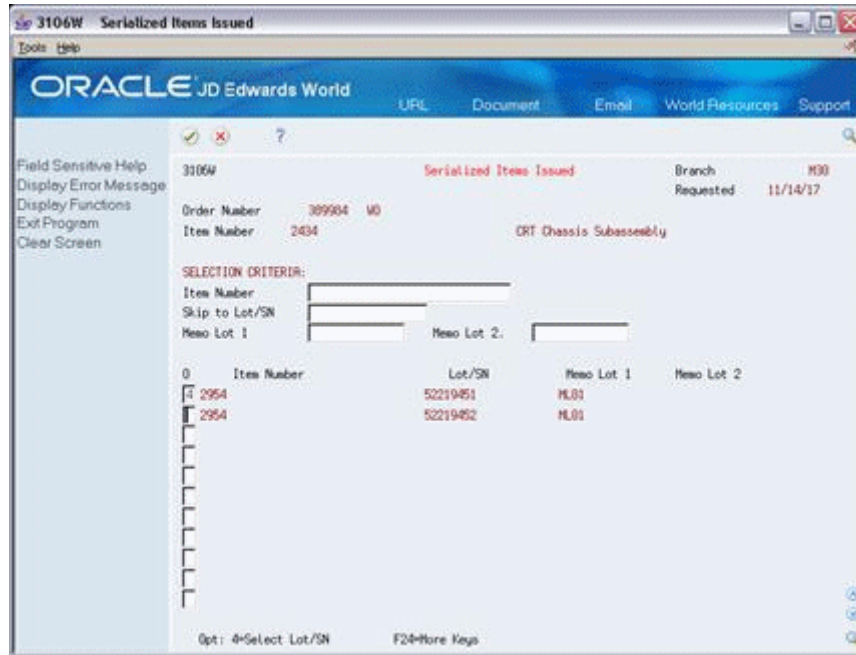 3106W Serialized Items Issued
Tools Help
ORACLE JD Edwards World
URL Document Email World Resources Support
?
Field Sensitive Help
Display Error Message
Display Functions
Exit Program
Clear Screen
3106W Serialized Items Issued Branch M30
Requested 11/14/17
Order Number 389984 WO
Item Number 2434 CRT Chassis Subassembly
SELECTION CRITERIA:
Item Number
Skip to Lot/SN
Memo Lot 1 Memo Lot 2.
O Item Number Lot/SN Memo Lot 1 Memo Lot 2
4 2954 52219451 ML01
2954 52219452 ML01
Opt: 4=Select Lot/SN F24=More Keys